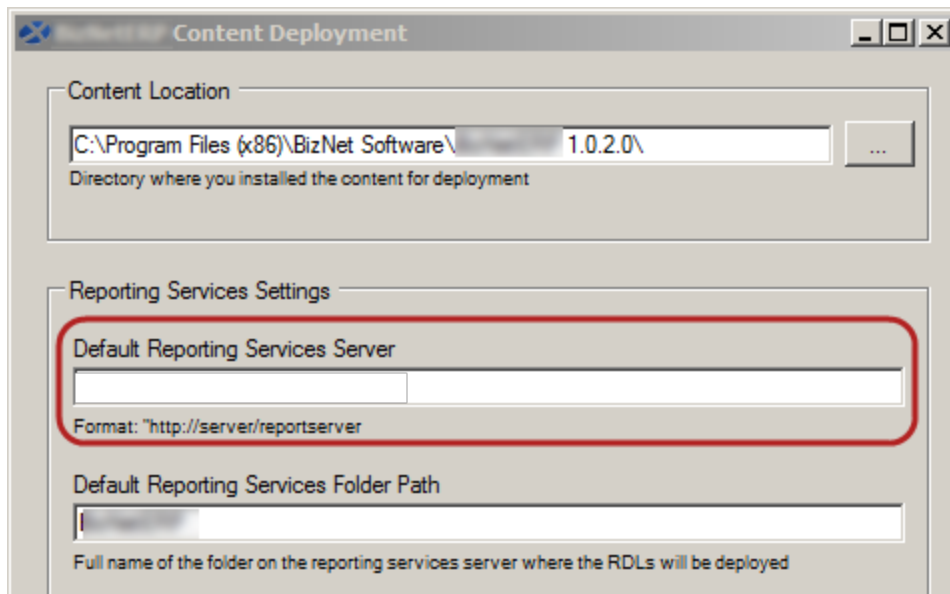 Content Deployment
Content Location
C:\Program Files (x86)\BizNet Software\ 1.0.2.0\
...
Directory where you installed the content for deployment
Reporting Services Settings
Default Reporting Services Server
Format: "http://server/reportserver
Default Reporting Services Folder Path
Full name of the folder on the reporting services server where the RDLs will be deployed